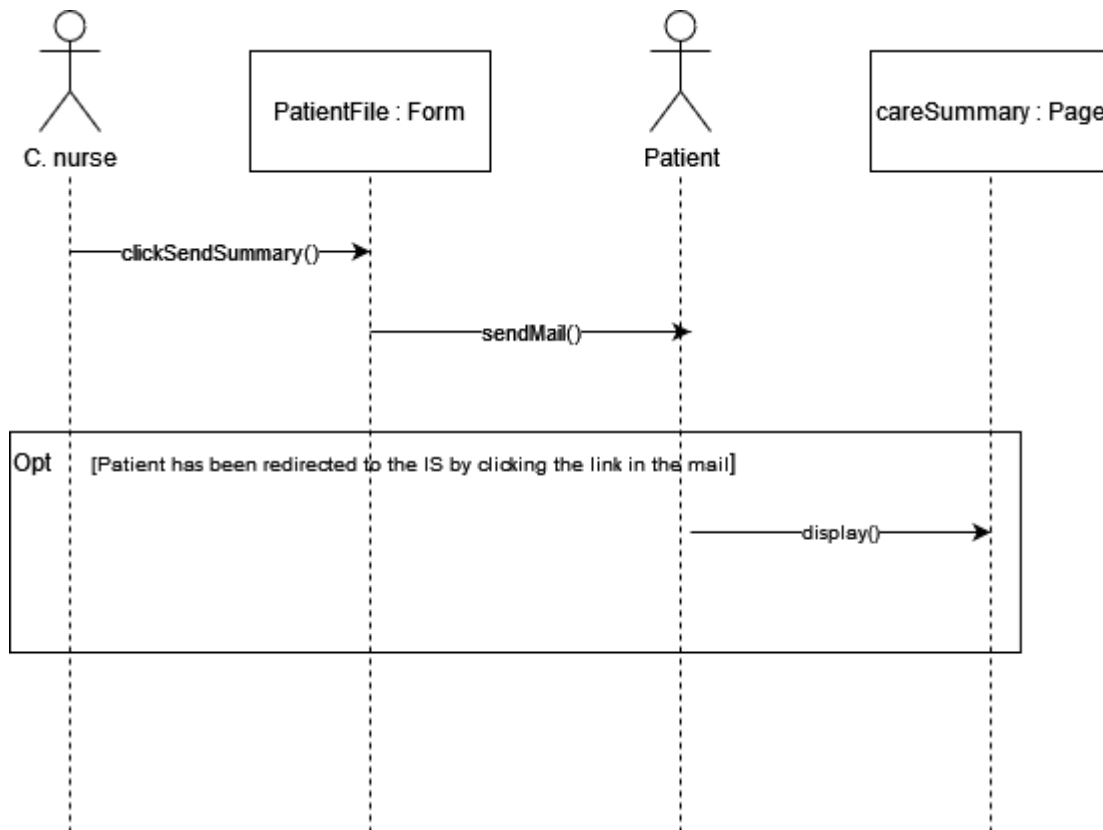 C. nurse
PatientFile : Form
Patient
careSummary : Page
clickSendSummary()
sendMail()
Opt
[Patient has been redirected to the IS by clicking the link in the mail]
display()